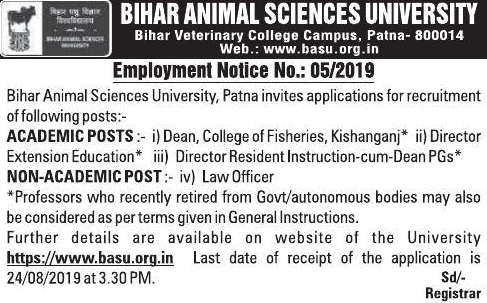 बिहार पशु विज्ञान
विश्वविद्यालय
BIHAR ANIMAL SCIENCES
UNIVERSITY
BIHAR ANIMAL SCIENCES UNIVERSITY
Bihar Veterinary College Campus, Patna- 800014
Web.: www.basu.org.in
Employment Notice No.: 05/2019
Bihar Animal Sciences University, Patna invites applications for recruitment
of following posts:-
ACADEMIC POSTS :- i) Dean, College of Fisheries, Kishanganj* ii) Director
Extension Education* iii) Director Resident Instruction-cum-Dean PGs*
NON-ACADEMIC POST :- iv) Law Officer
*Professors who recently retired from Govt/autonomous bodies may also
be considered as per terms given in General Instructions.
Further details are available on website of the University
https://www.basu.org.in Last date of receipt of the application is
24/08/2019 at 3.30 PM.
Sd/-
Registrar